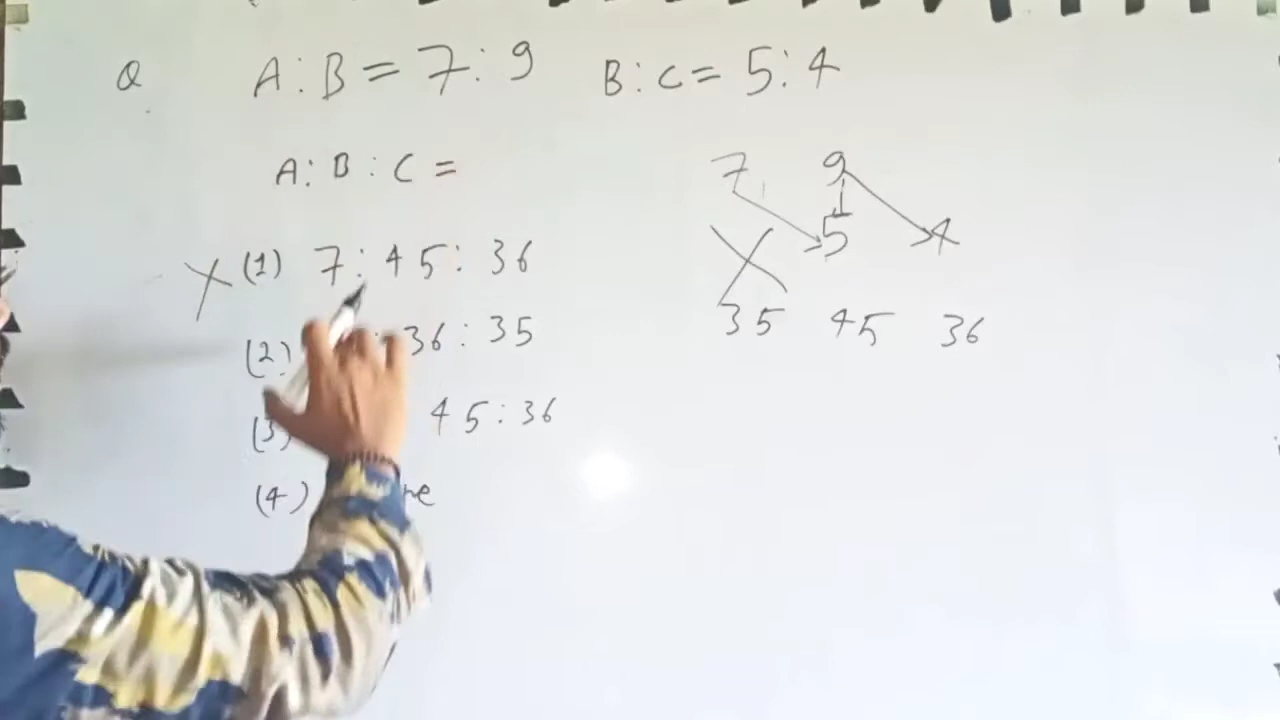 Q A:B = 7:9 B:C = 5:4
A:B:C =
7 9
5 4
X (1) 7:45:36
35 45 36
(2) 36:35
(3) 45:36
(4)